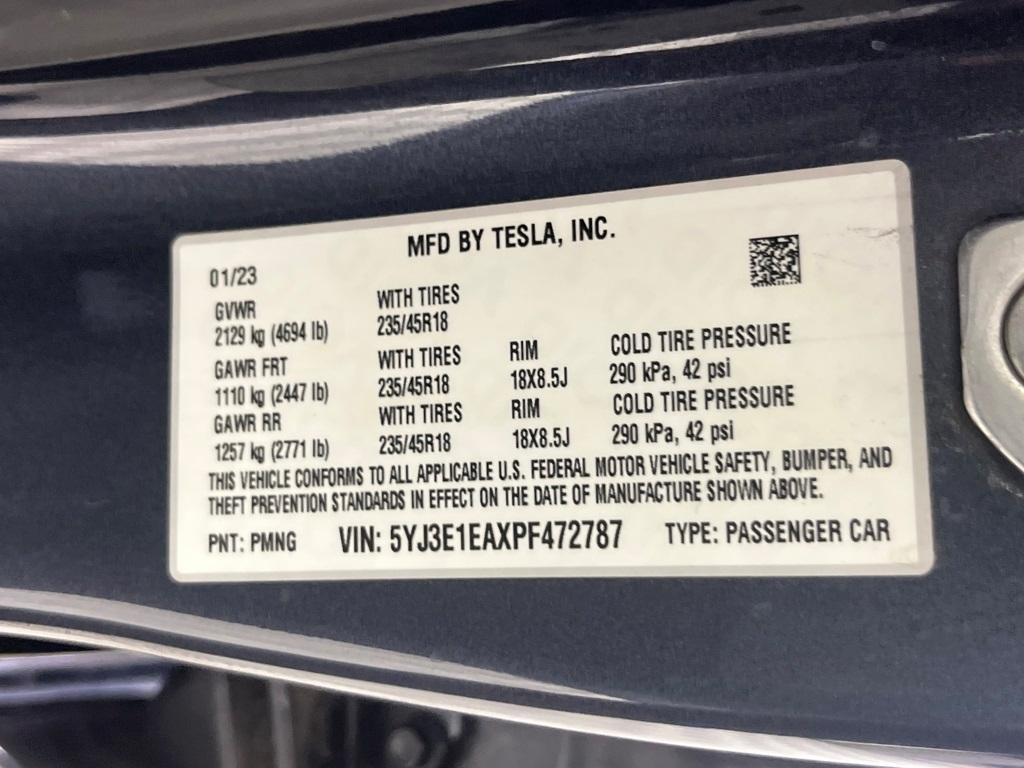 MFD BY TESLA, INC.
01/23
GVWR WITH TIRES
2129 kg (4694 lb) 235/45R18
GAWR FRT WITH TIRES RIM COLD TIRE PRESSURE
1110 kg (2447 lb) 235/45R18 18X8.5J 290 kPa, 42 psi
GAWR RR WITH TIRES RIM COLD TIRE PRESSURE
1257 kg (2771 lb) 235/45R18 18X8.5J 290 kPa, 42 psi
THIS VEHICLE CONFORMS TO ALL APPLICABLE U.S. FEDERAL MOTOR VEHICLE SAFETY, BUMPER, AND
THEFT PREVENTION STANDARDS IN EFFECT ON THE DATE OF MANUFACTURE SHOWN ABOVE.
PNT: PMNG VIN: 5YJ3E1EAXPF472787 TYPE: PASSENGER CAR